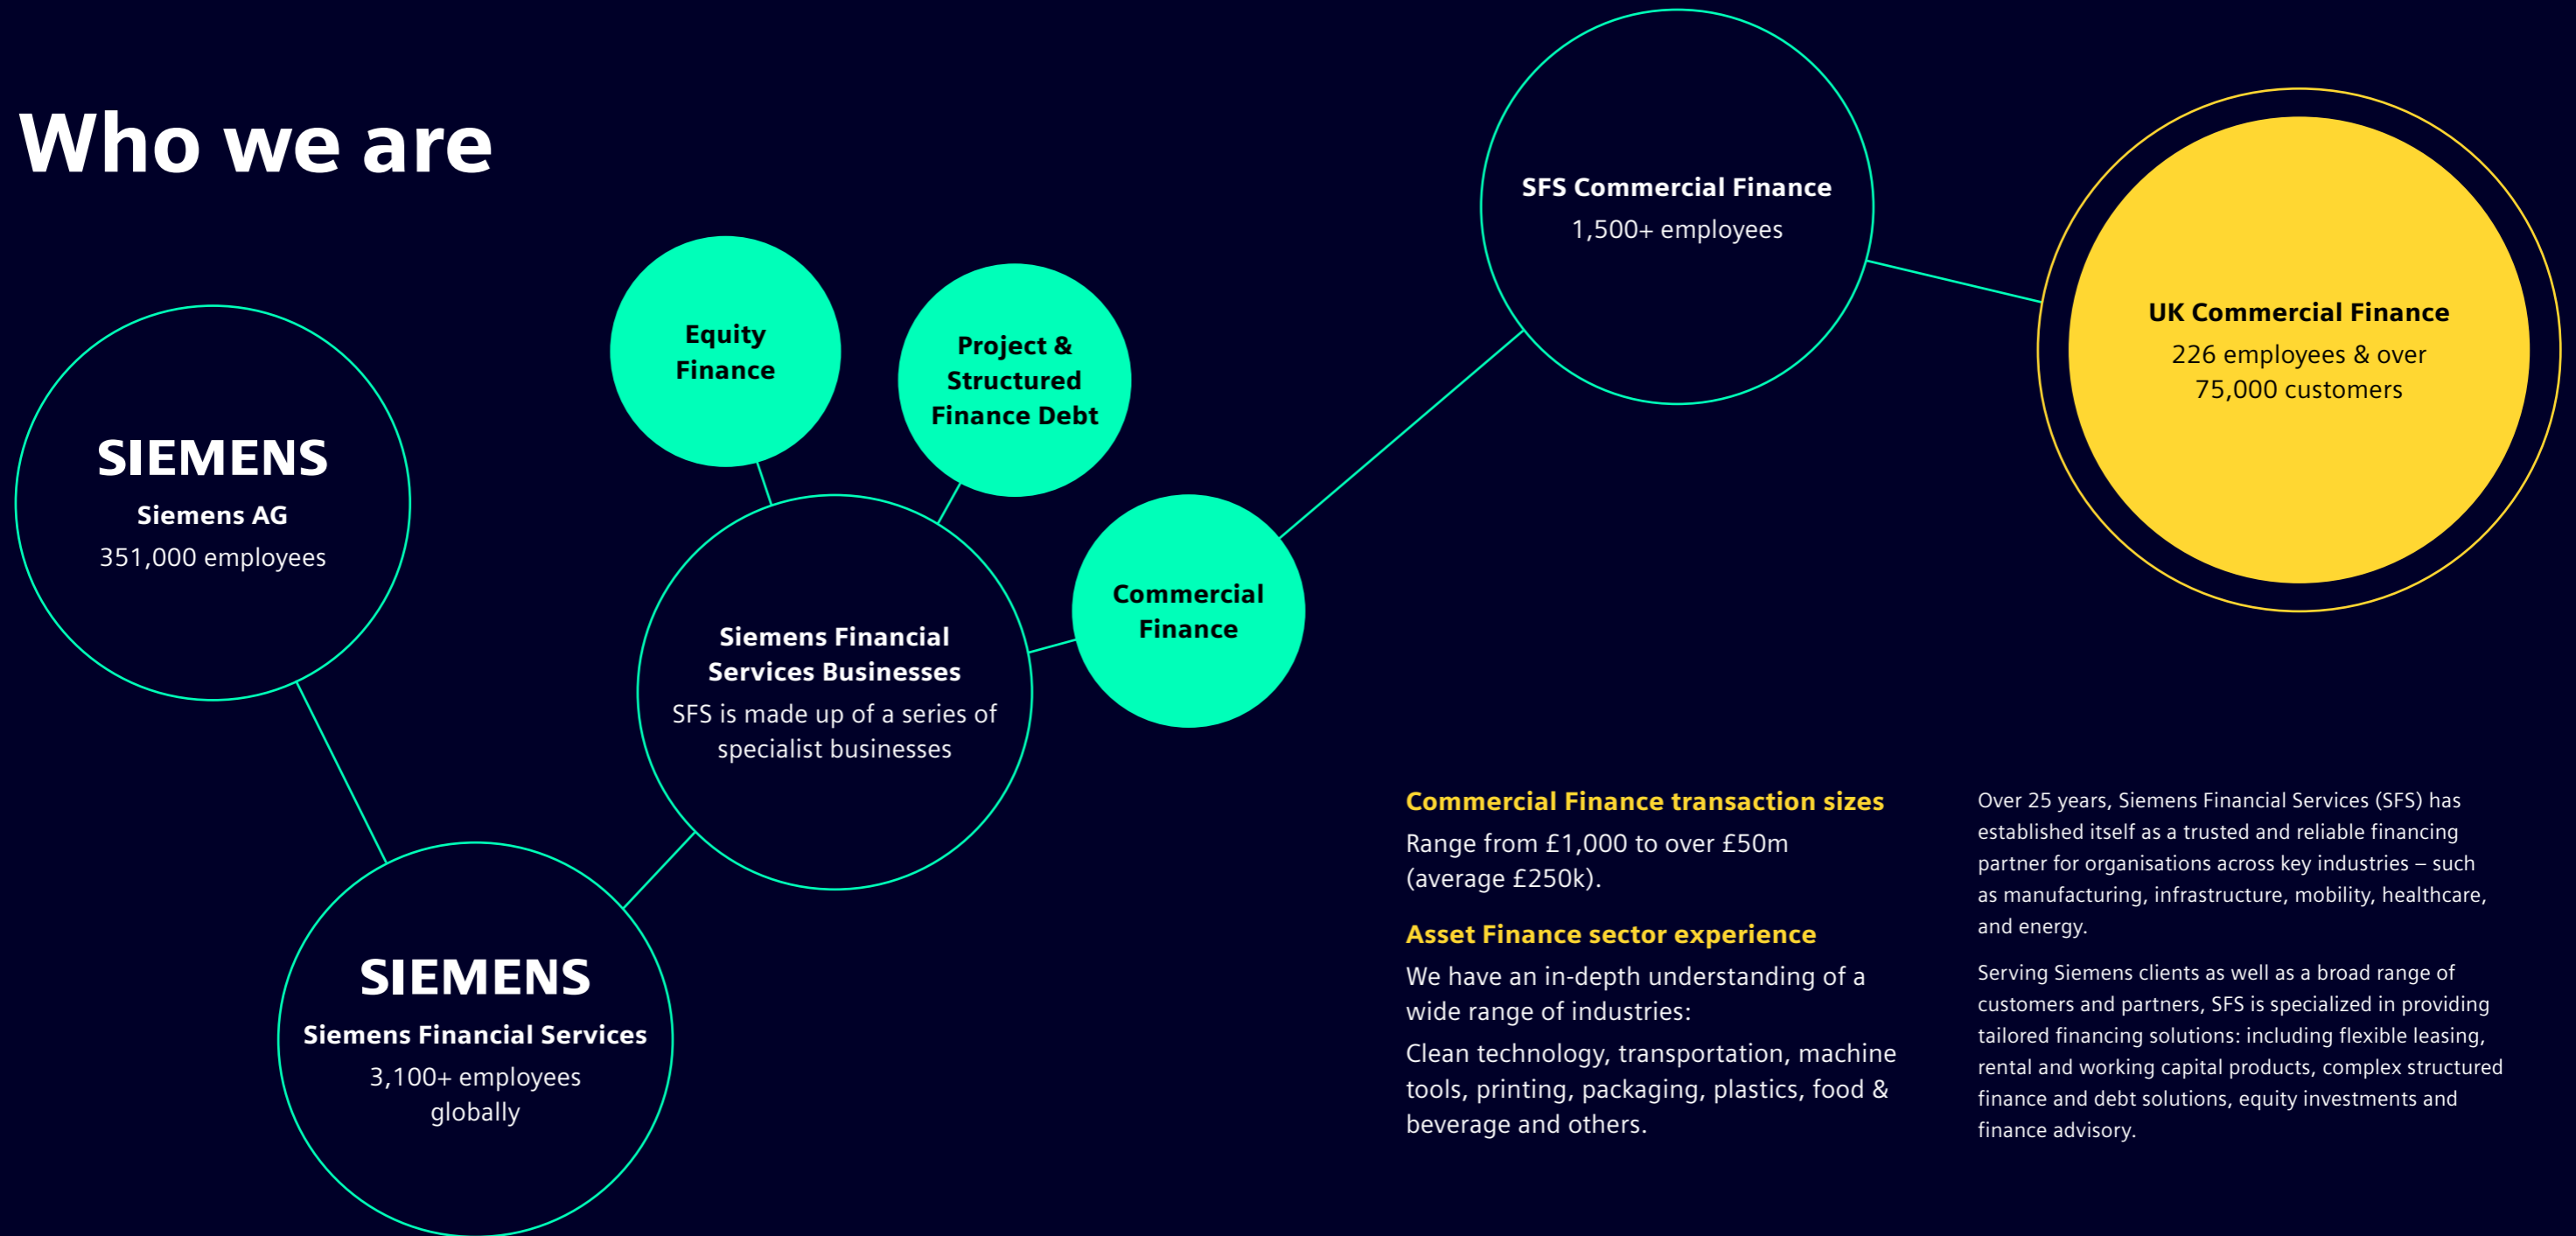 Who we are
SIEMENS
Siemens AG
351,000 employees
SIEMENS
Siemens Financial Services
3,100+ employees
globally
Siemens Financial
Services Businesses
SFS is made up of a series of
specialist businesses
Equity
Finance
Project &
Structured
Finance Debt
Commercial
Finance
SFS Commercial Finance
1,500+ employees
UK Commercial Finance
226 employees & over
75,000 customers
Commercial Finance transaction sizes
Range from £1,000 to over £50m
(average £250k).
Asset Finance sector experience
We have an in-depth understanding of a
wide range of industries:
Clean technology, transportation, machine
tools, printing, packaging, plastics, food &
beverage and others.
Over 25 years, Siemens Financial Services (SFS) has
established itself as a trusted and reliable financing
partner for organisations across key industries – such
as manufacturing, infrastructure, mobility, healthcare,
and energy.
Serving Siemens clients as well as a broad range of
customers and partners, SFS is specialized in providing
tailored financing solutions: including flexible leasing,
rental and working capital products, complex structured
finance and debt solutions, equity investments and
finance advisory.